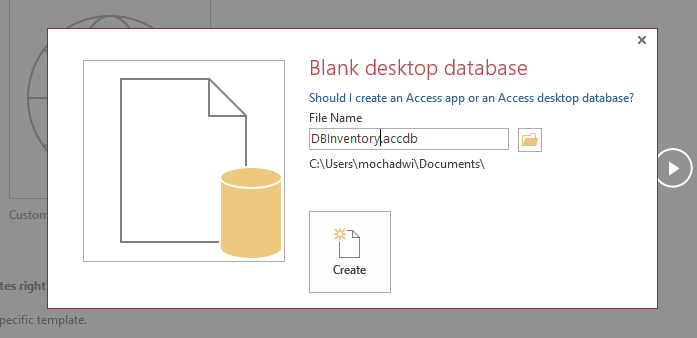 Blank desktop database
Should I create an Access app or an Access desktop database?
File Name
DBInventory.accdb
C:\Users\mochadwi\Documents\
Create
Custom
tes right
pecific template.